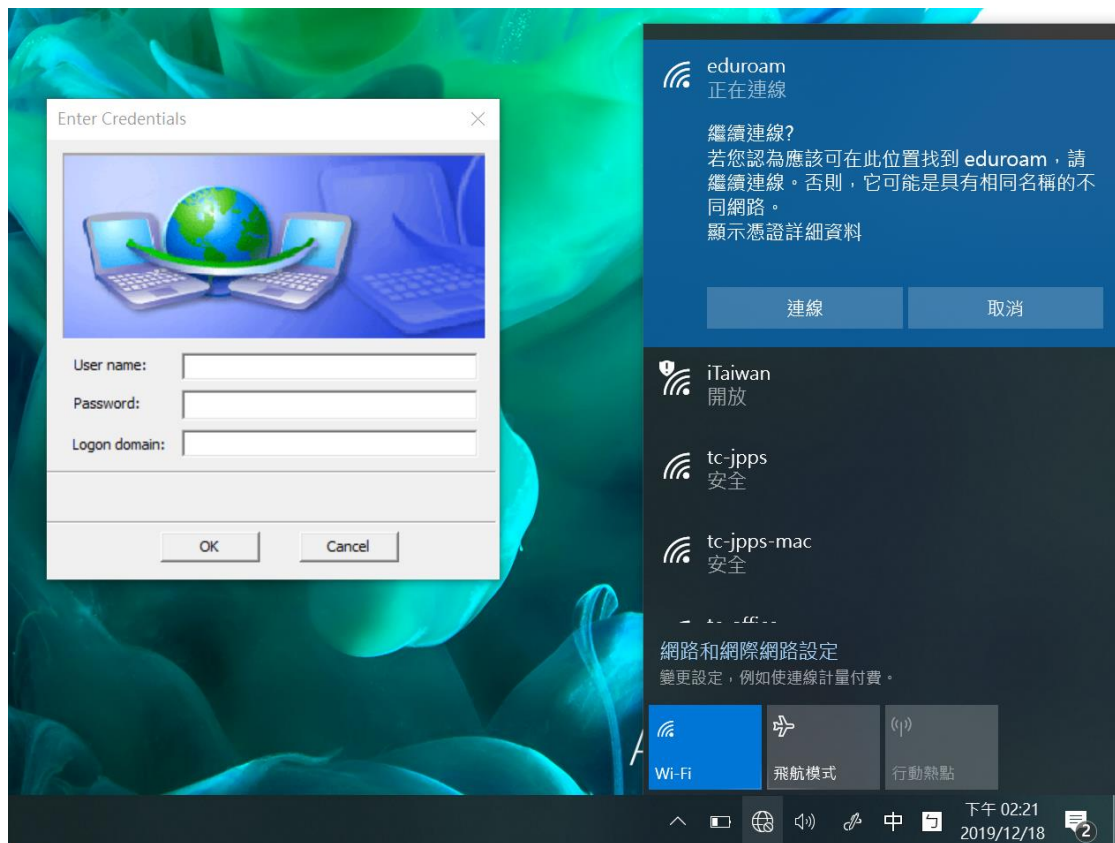 Enter Credentials
User name:
Password:
Logon domain:
OK
Cancel
eduroam
正在連線
繼續連線?
若您認為應該可在此位置找到 eduroam，請
繼續連線。否則，它可能是具有相同名稱的不
同網路。
顯示憑證詳細資料
連線
取消
iTaiwan
開放
tc-jpps
安全
tc-jpps-mac
安全
網路和網際網路設定
變更設定，例如使連線計量付費。
Wi-Fi
飛航模式
行動熱點
中
ㄅ
下午 02:21
2019/12/18
2